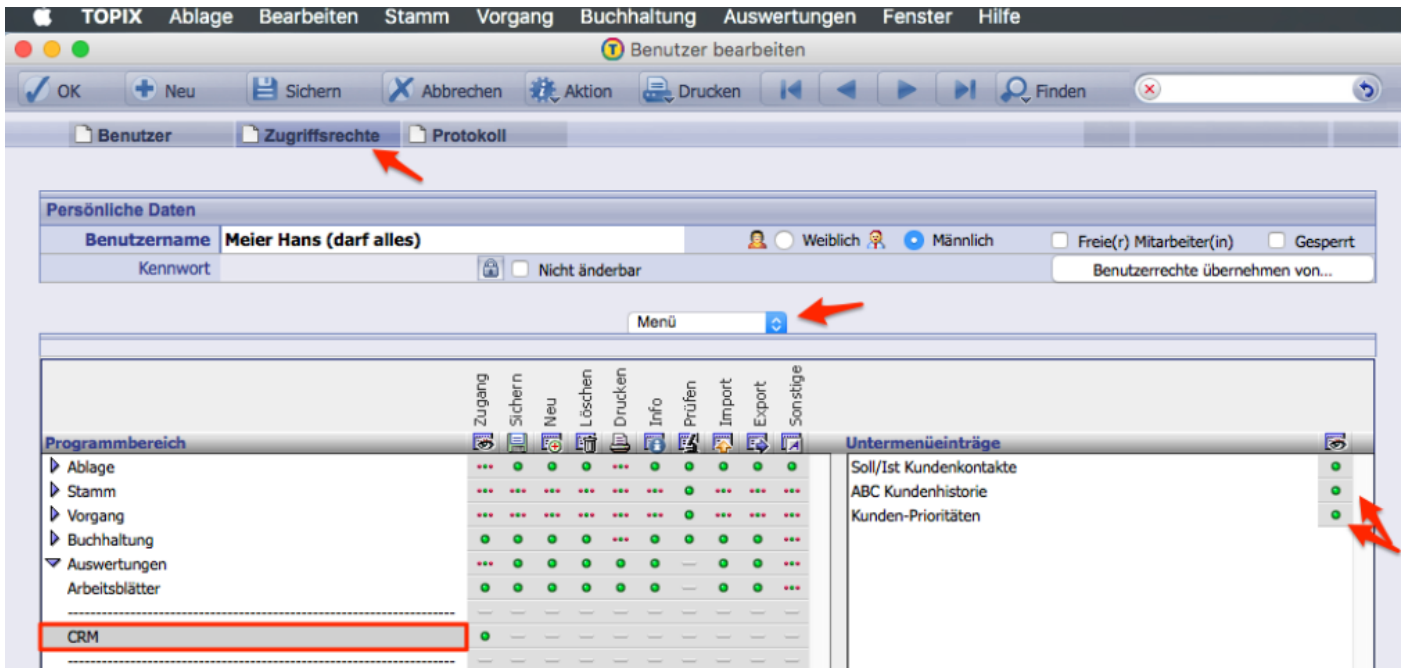 TOPIX Ablage Bearbeiten Stamm Vorgang Buchhaltung Auswertungen Fenster Hilfe
Benutzer bearbeiten
OK Neu Sichern Abbrechen Aktion Drucken Finden
Benutzer Zugriffsrechte Protokoll
Persönliche Daten
Benutzername Meier Hans (darf alles) Weiblich Männlich Freie(r) Mitarbeiter(in) Gesperrt
Kennwort Nicht änderbar Benutzerrechte übernehmen von...
Menü
Zugang Sichern Neu Löschen Drucken Info Prüfen Import Export Sonstige
Programmbereich Untermenüeinträge
Ablage Soll/Ist Kundenkontakte
Stamm ABC Kundenhistorie
Vorgang Kunden-Prioritäten
Buchhaltung
Auswertungen
Arbeitsblätter
CRM